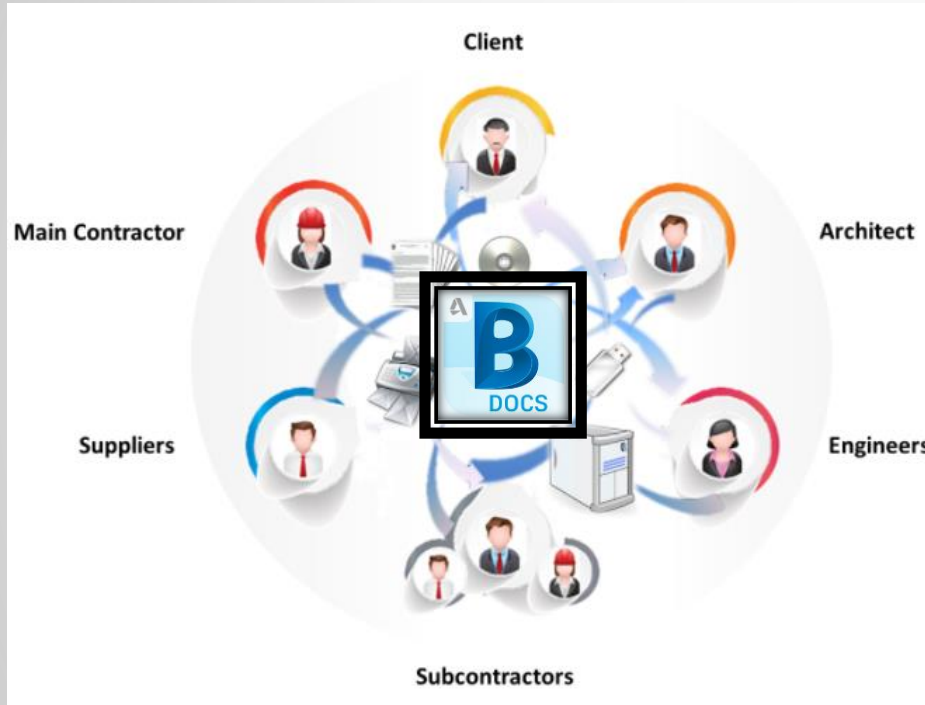 Client
Main Contractor
Architect
B
DOCS
Suppliers
Engineers
Subcontractors